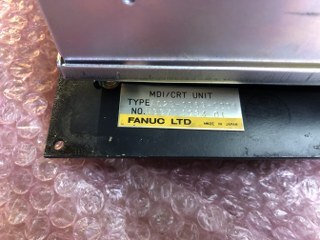 MDI/CRT UNIT
TYPE
NO.
FANUC LTD MADE IN JAPAN